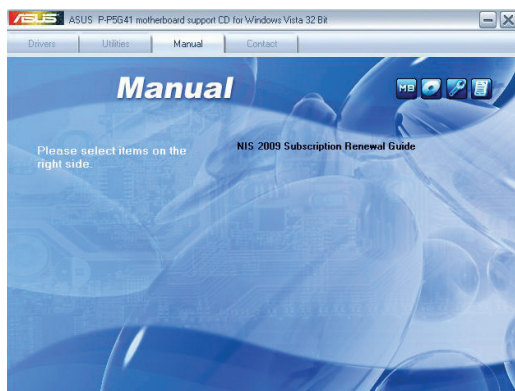 ASUS ASUS P-P5G41 motherboard support CD for Windows Vista 32 Bit
Drivers Utilities Manual Contact
Manual
MB
Please select items on the
right side.
NIS 2009 Subscription Renewal Guide